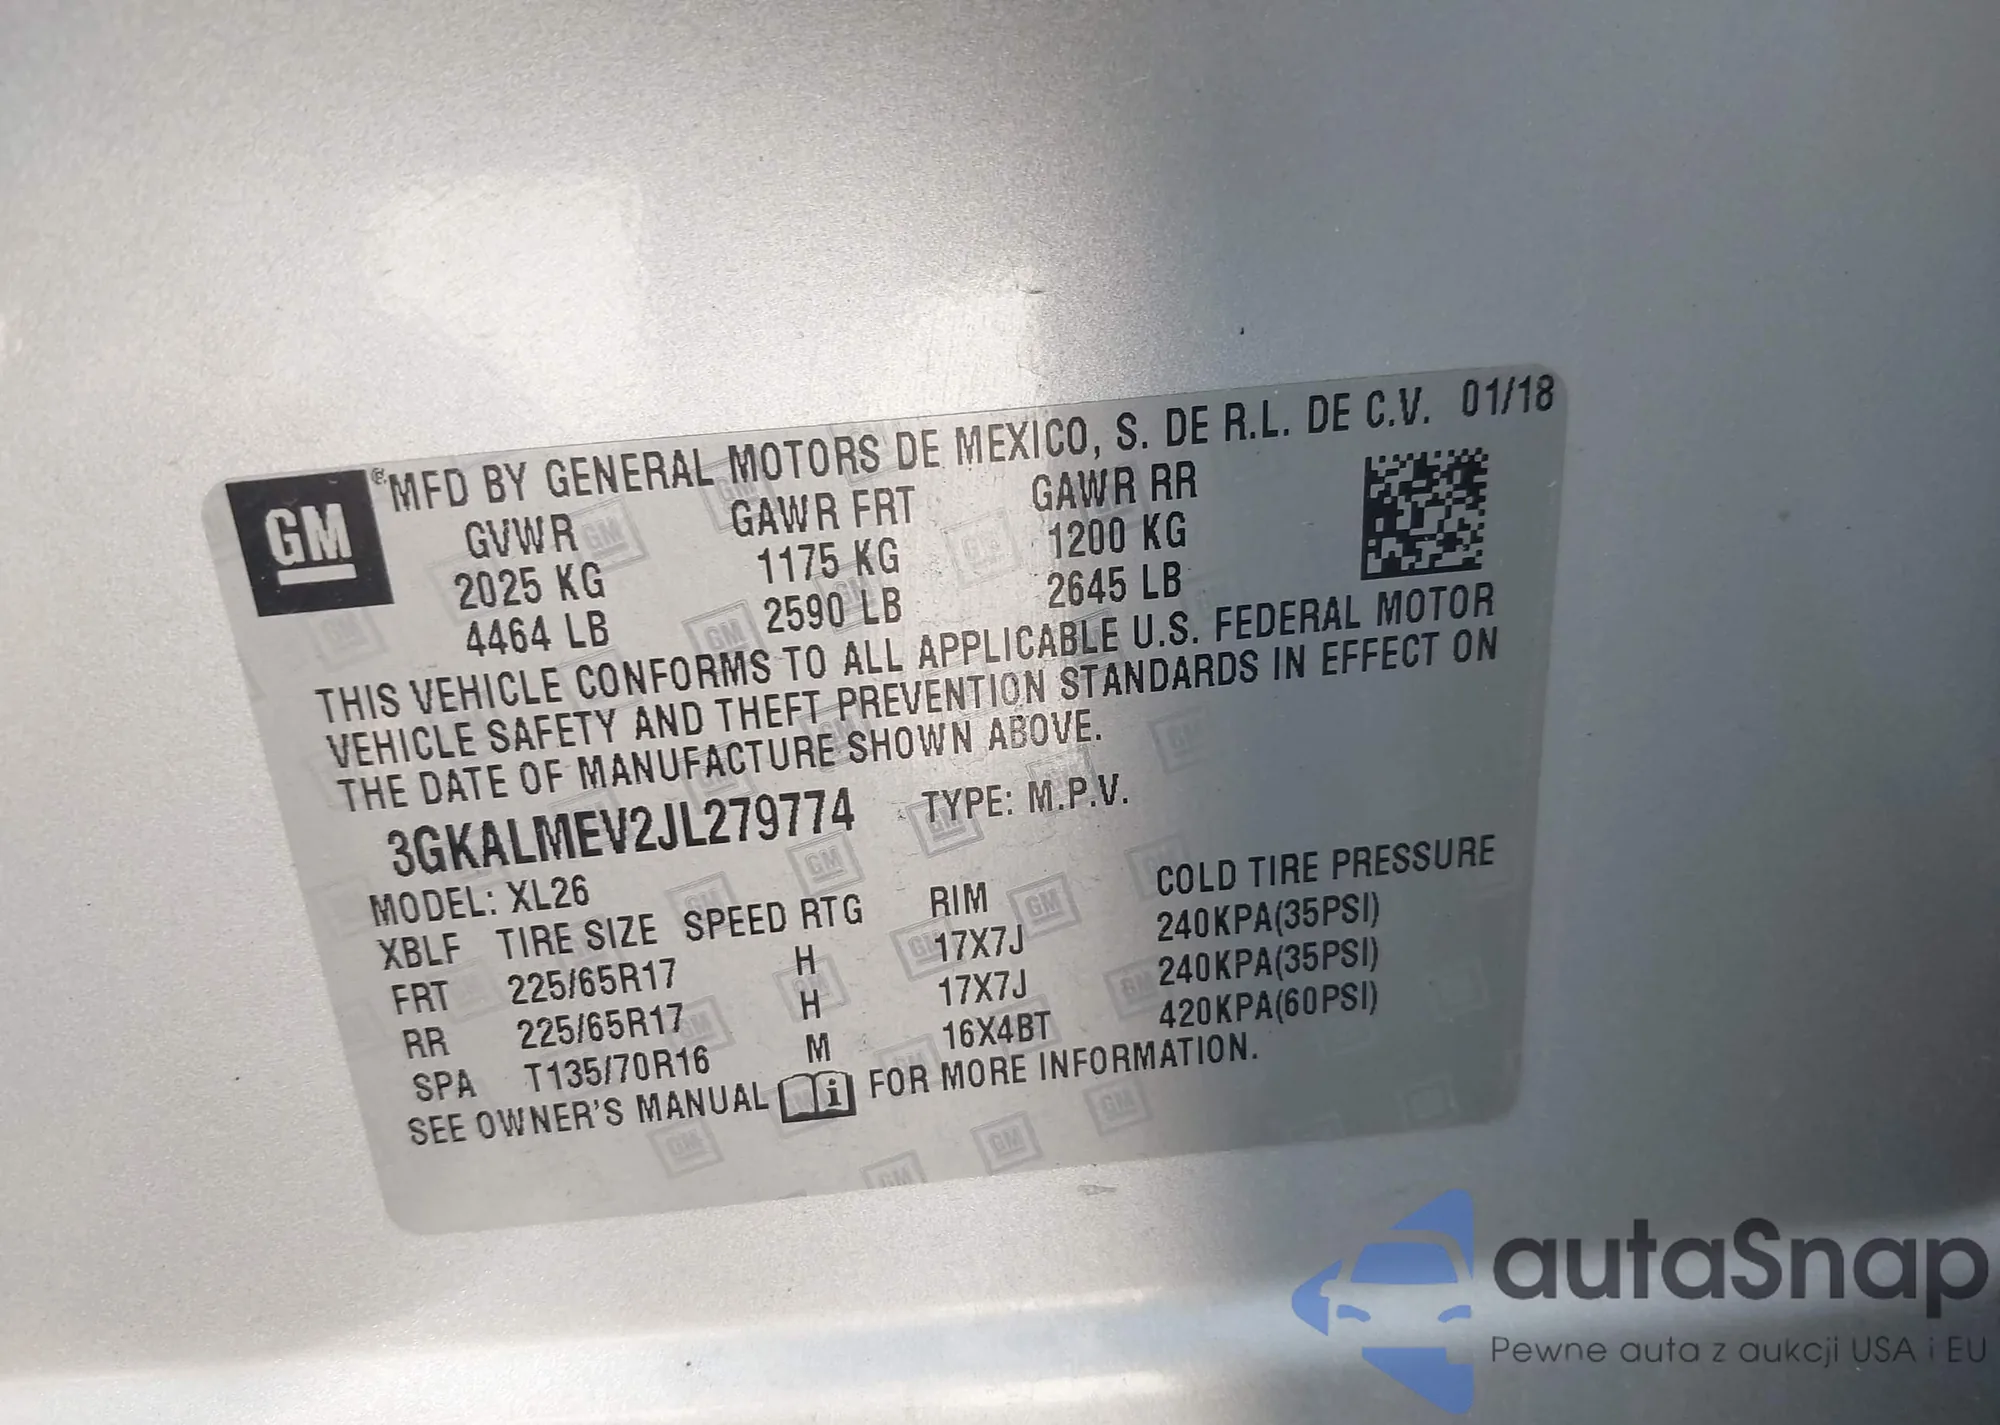 GM
® MFD BY GENERAL MOTORS DE MEXICO, S. DE R.L. DE C.V. 01/18
GVWR GAWR FRT GAWR RR
2025 KG 1175 KG 1200 KG
4464 LB 2590 LB 2645 LB
THIS VEHICLE CONFORMS TO ALL APPLICABLE U.S. FEDERAL MOTOR
VEHICLE SAFETY AND THEFT PREVENTION STANDARDS IN EFFECT ON
THE DATE OF MANUFACTURE SHOWN ABOVE.
3GKALMEV2JL279774 TYPE: M.P.V.
MODEL: XL26
XBLF TIRE SIZE SPEED RTG RIM COLD TIRE PRESSURE
FRT 225/65R17 H 17X7J 240KPA(35PSI)
RR 225/65R17 H 17X7J 240KPA(35PSI)
SPA T135/70R16 M 16X4BT 420KPA(60PSI)
SEE OWNER'S MANUAL i FOR MORE INFORMATION.
autaSnap
Pewne auta z aukcji USA i EU